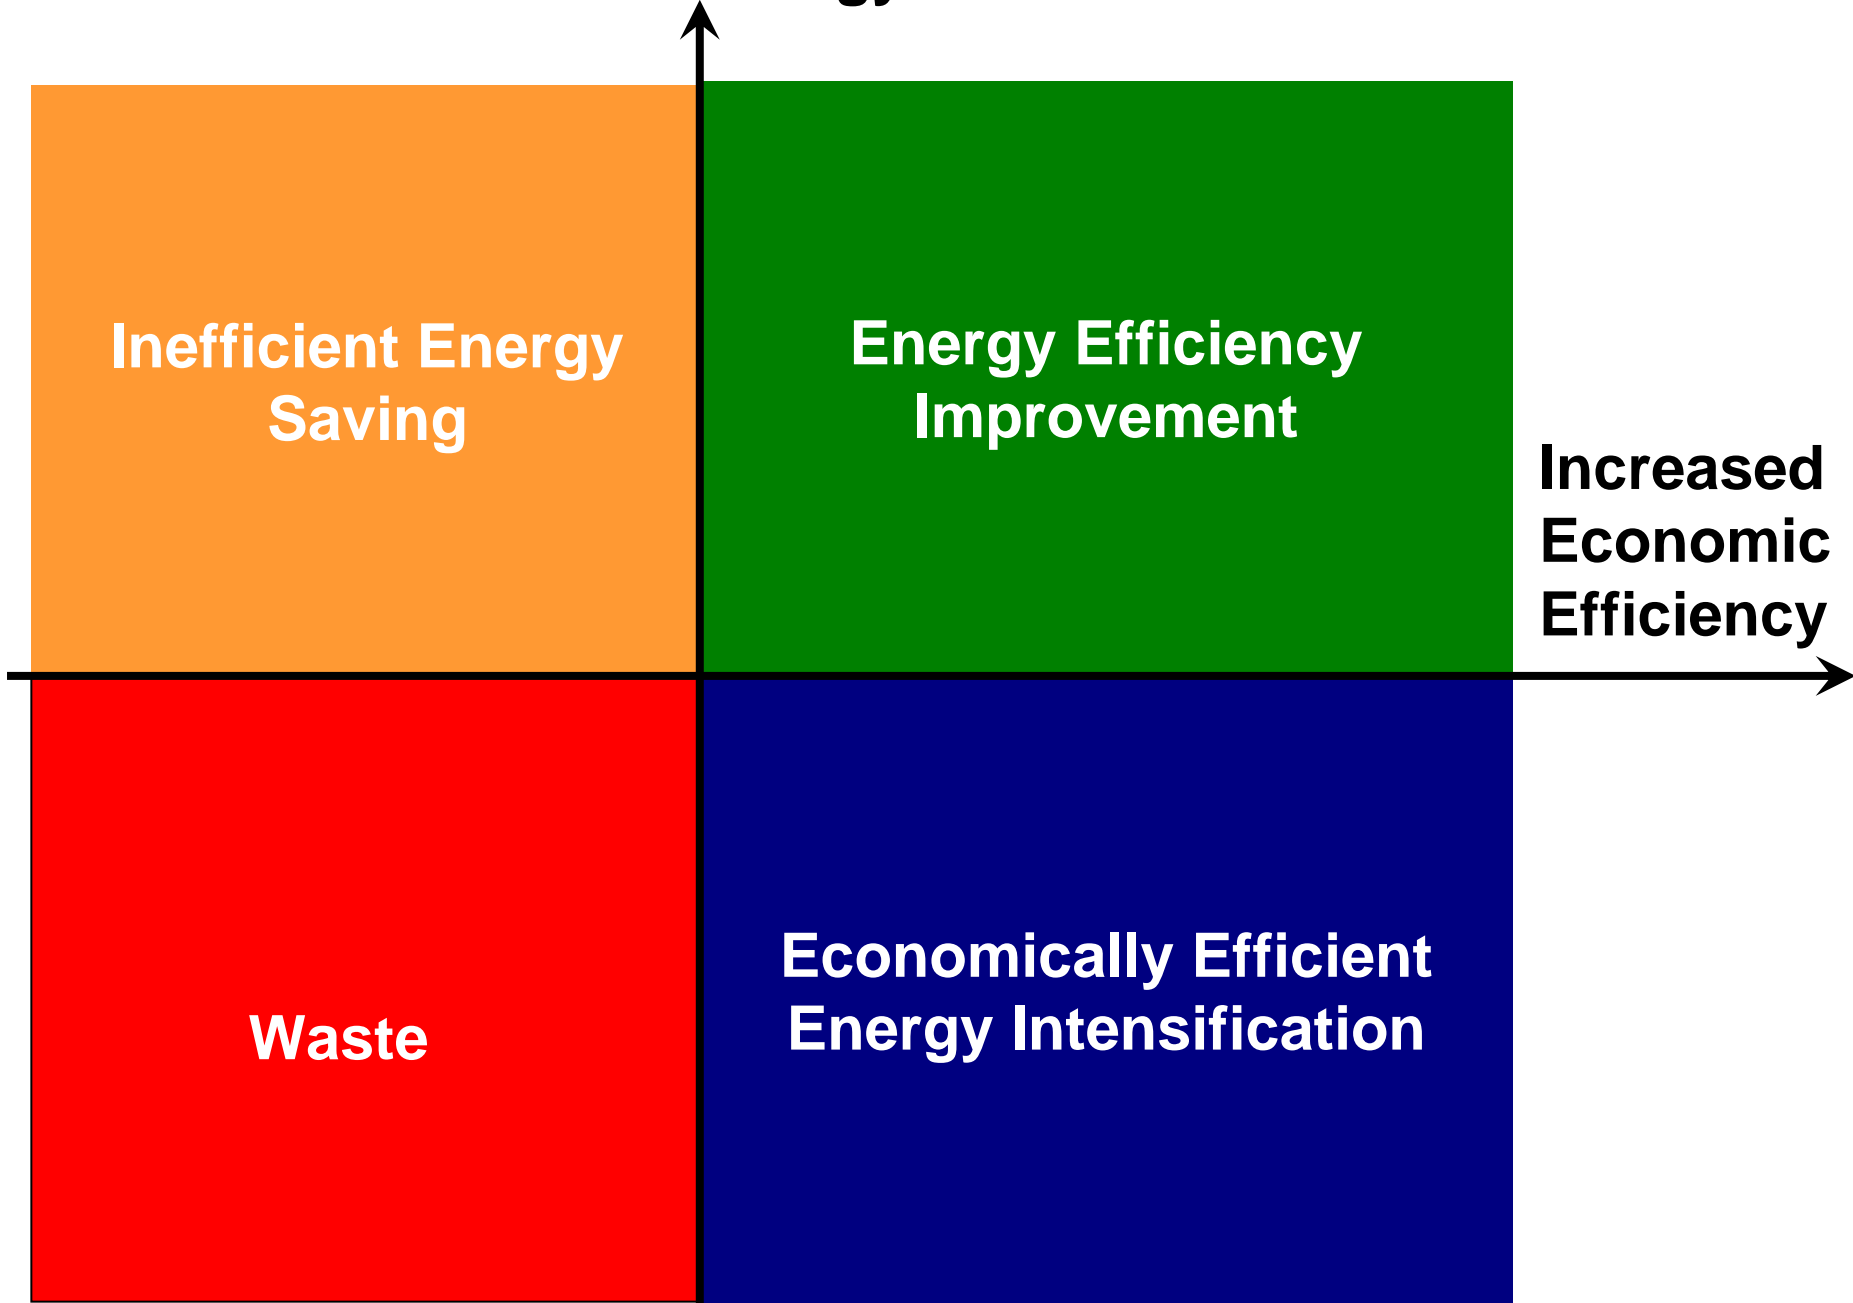 Inefficient Energy
Saving
Energy Efficiency
Improvement
Increased
Economic
Efficiency
Waste
Economically Efficient
Energy Intensification